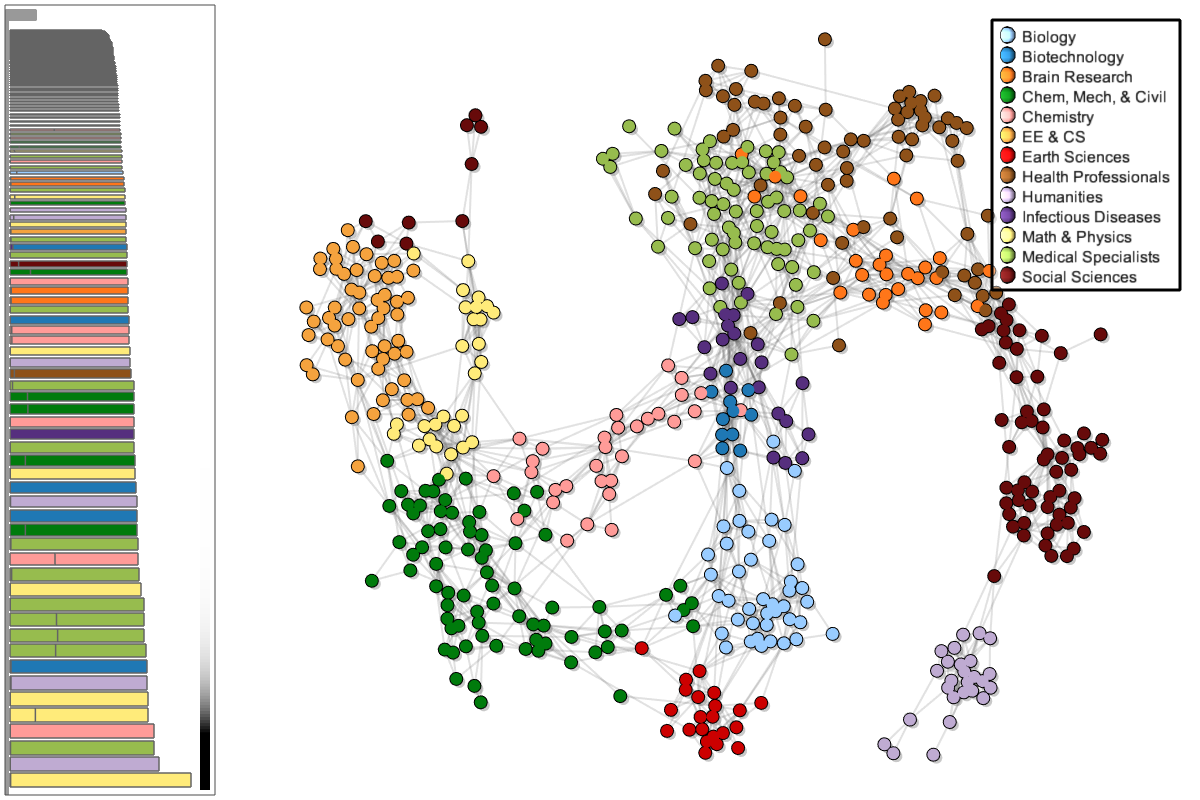 Biology
Biotechnology
Brain Research
Chem, Mech, & Civil
Chemistry
EE & CS
Earth Sciences
Health Professionals
Humanities
Infectious Diseases
Math & Physics
Medical Specialists
Social Sciences